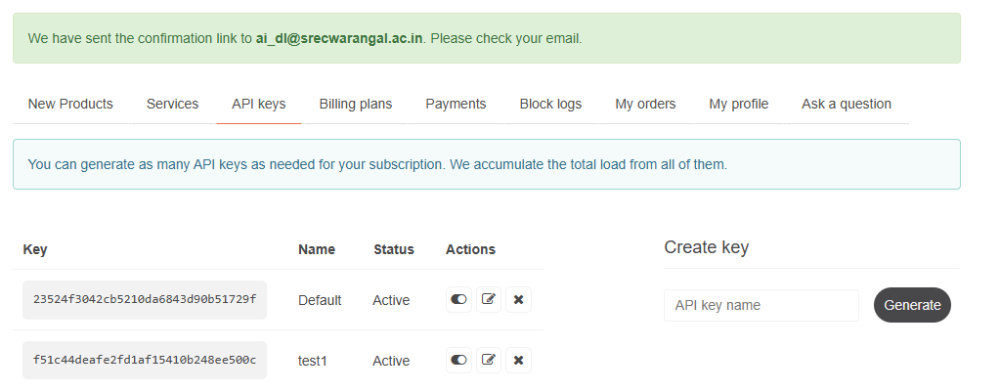 We have sent the confirmation link to ai_dl@srecwarangal.ac.in. Please check your email.
New Products Services API keys Billing plans Payments Block logs My orders My profile Ask a question
You can generate as many API keys as needed for your subscription. We accumulate the total load from all of them.
Key Name Status Actions
23524f3042cb5210da6843d90b51729f Default Active
f51c44deafe2fd1af15410b248ee500c test1 Active
Create key
API key name Generate